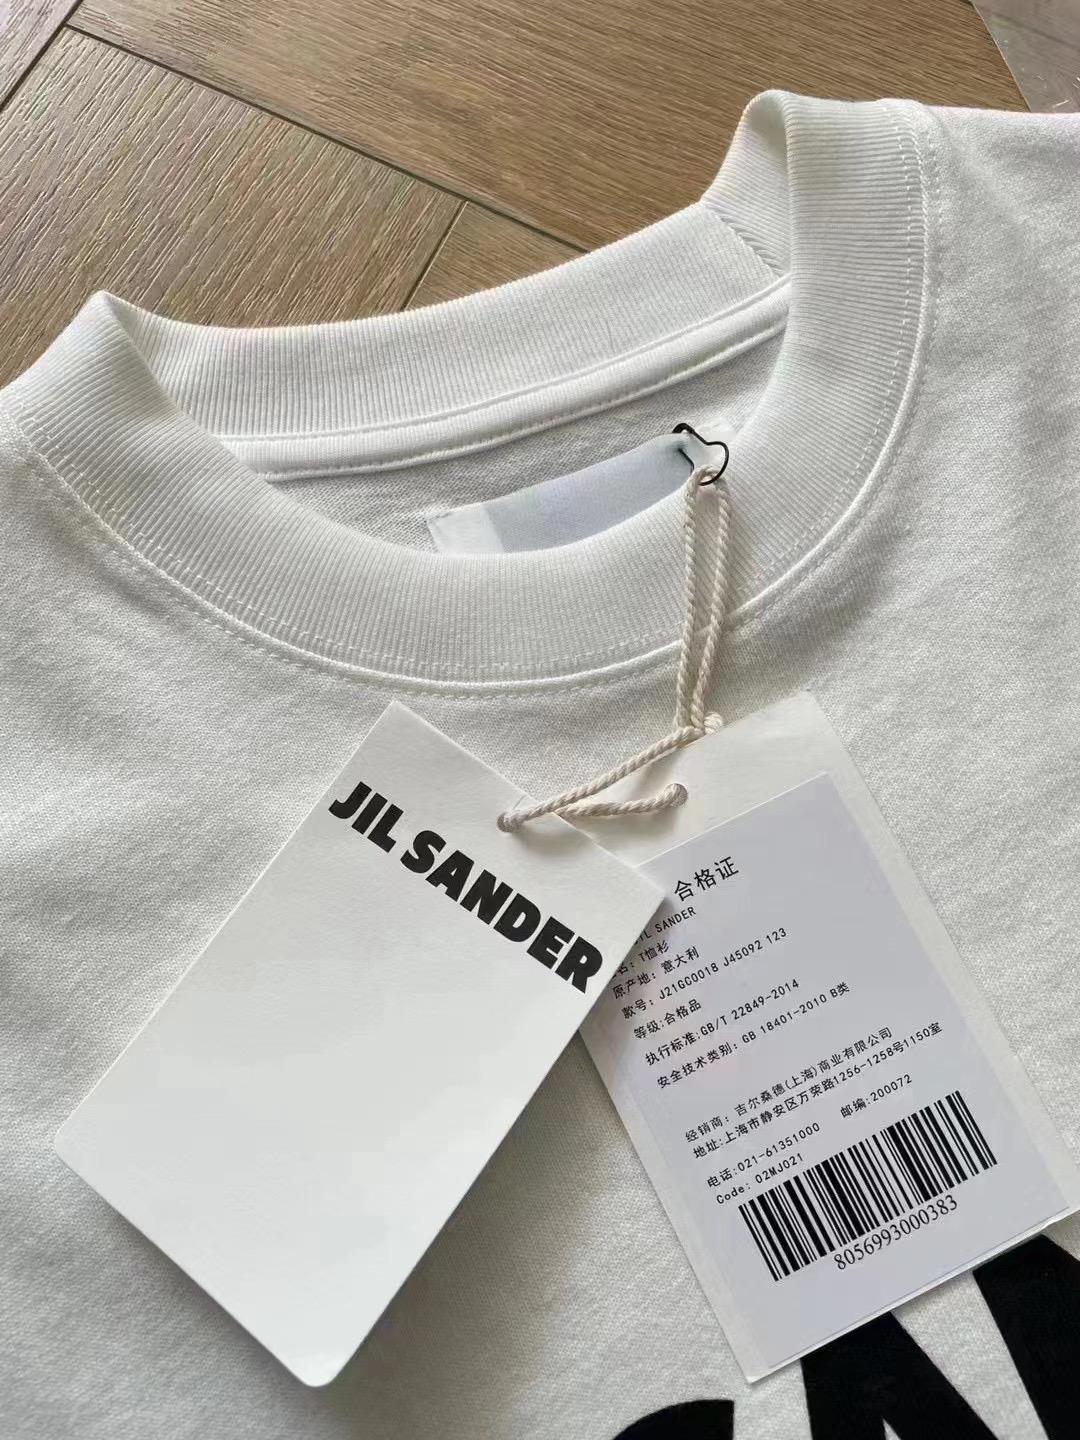 JIL SANDER
合格证
JIL SANDER
名: T恤衫
原产地: 意大利
款号: J21GC0018 J45092 123
等级:合格品
执行标准:GB/T 22849-2014
安全技术类别: GB 18401-2010 B类
经销商: 吉尔桑德(上海)商业有限公司
地址:上海市静安区万荣路1256-1258号1150室
电话:021-61351000 邮编:200072
Code: 02MJ021
8056993000383